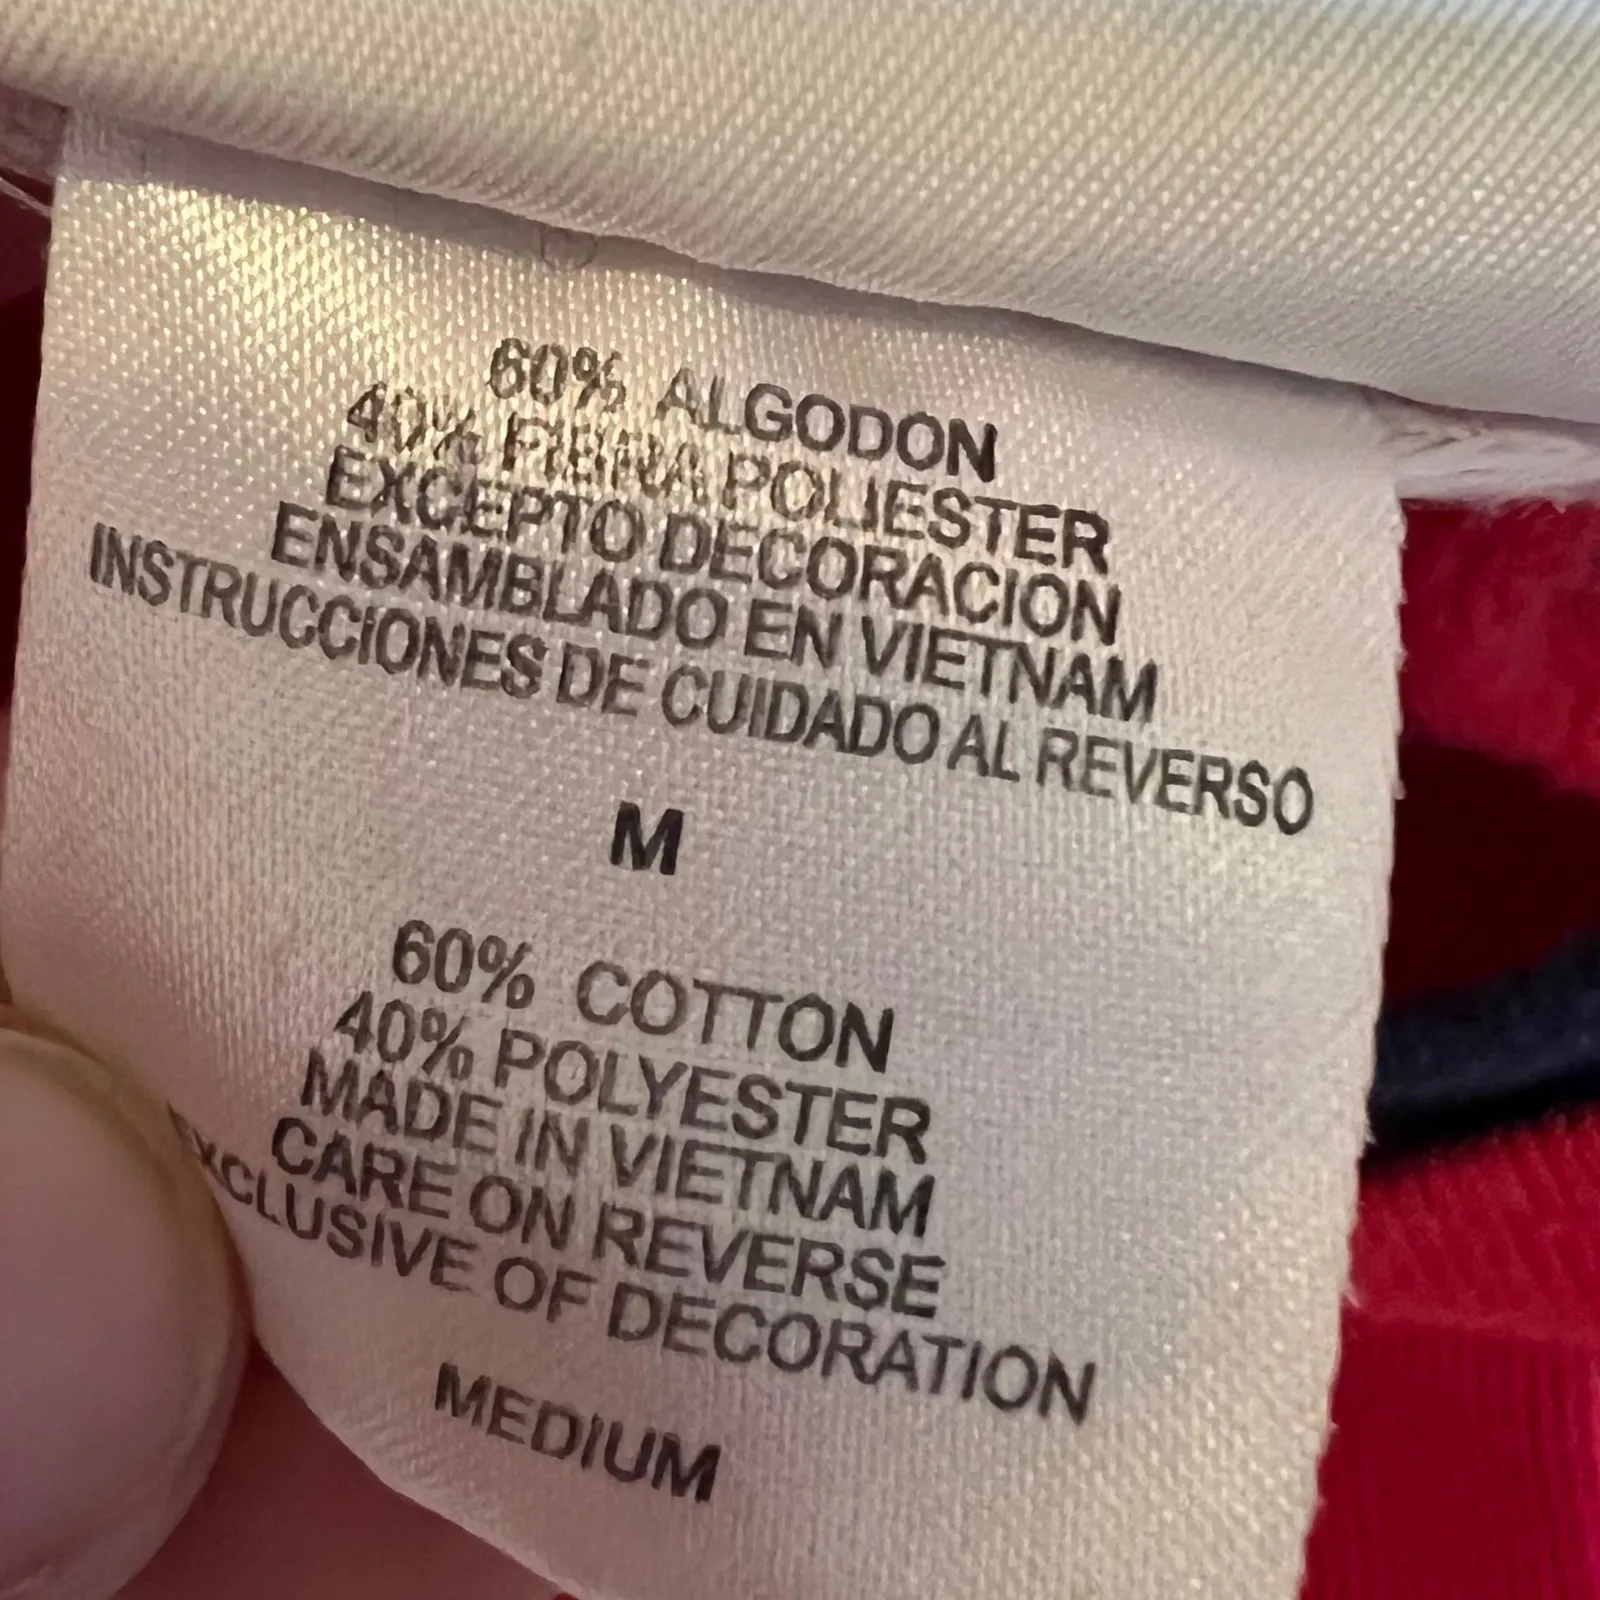 60% ALGODON
40% FIBRA POLIESTER
EXCEPTO DECORACION
ENSAMBLADO EN VIETNAM
INSTRUCCIONES DE CUIDADO AL REVERSO
M
60% COTTON
40% POLYESTER
MADE IN VIETNAM
CARE ON REVERSE
EXCLUSIVE OF DECORATION
MEDIUM